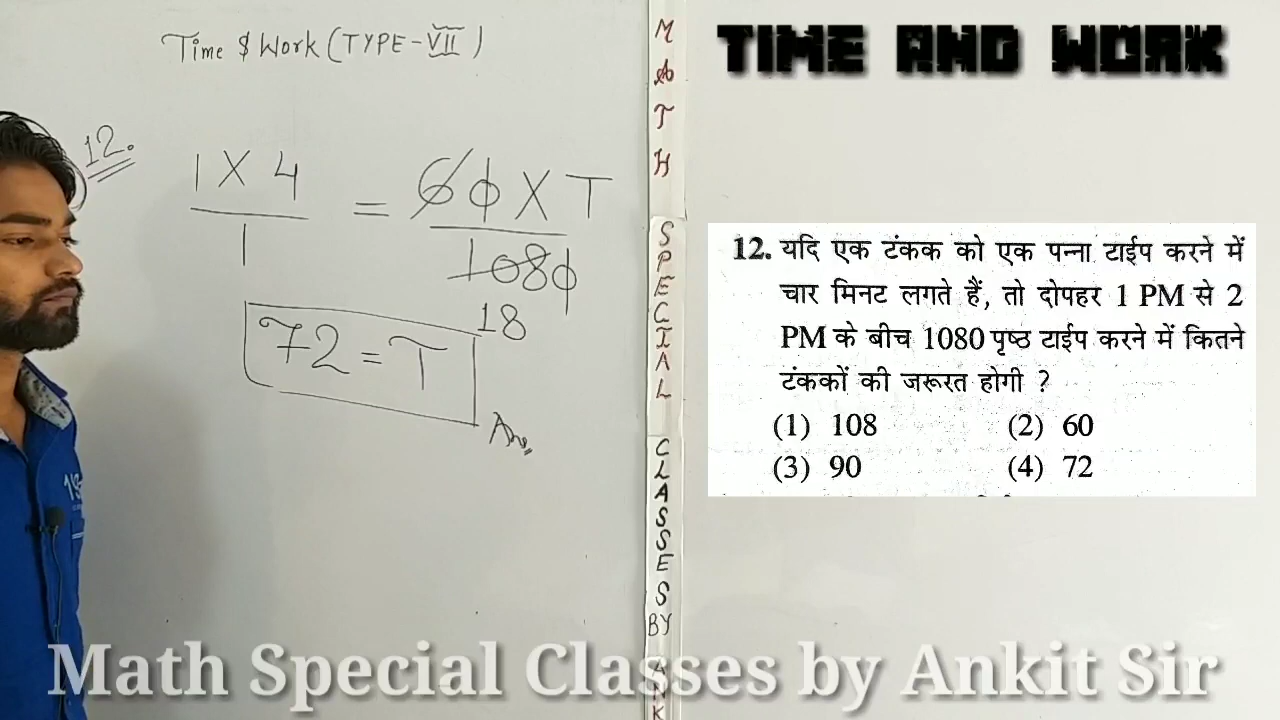 Time & Work (TYPE-VII)
12.
1 X 4 = 60 X T
1 1080
18
72 = T
Ans.
MATH SPECIAL CLASSES BY ANK
TIME AND WORK
12. यदि एक टंकक को एक पन्ना टाईप करने में
चार मिनट लगते हैं, तो दोपहर 1 PM से 2
PM के बीच 1080 पृष्ठ टाईप करने में कितने
टंककों की जरूरत होगी ?
(1) 108 (2) 60
(3) 90 (4) 72
Math Special Classes by Ankit Sir